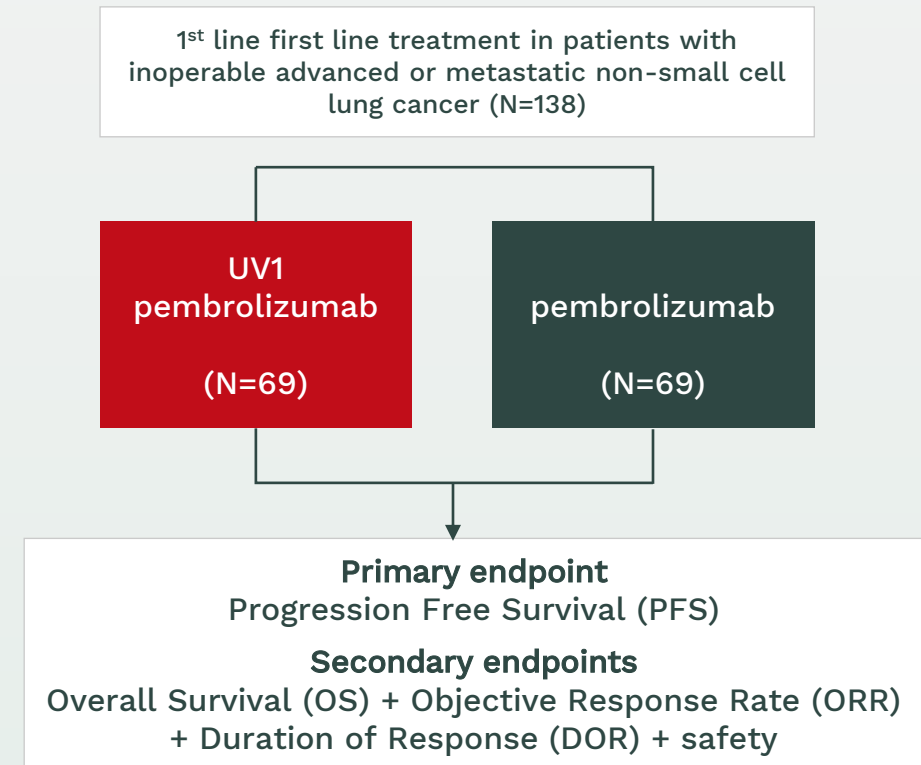 1st line first line treatment in patients with
inoperable advanced or metastatic non-small cell
lung cancer (N=138)
UV1
pembrolizumab
(N=69)
pembrolizumab
(N=69)
Primary endpoint
Progression Free Survival (PFS)
Secondary endpoints
Overall Survival (OS) + Objective Response Rate (ORR)
+ Duration of Response (DOR) + safety